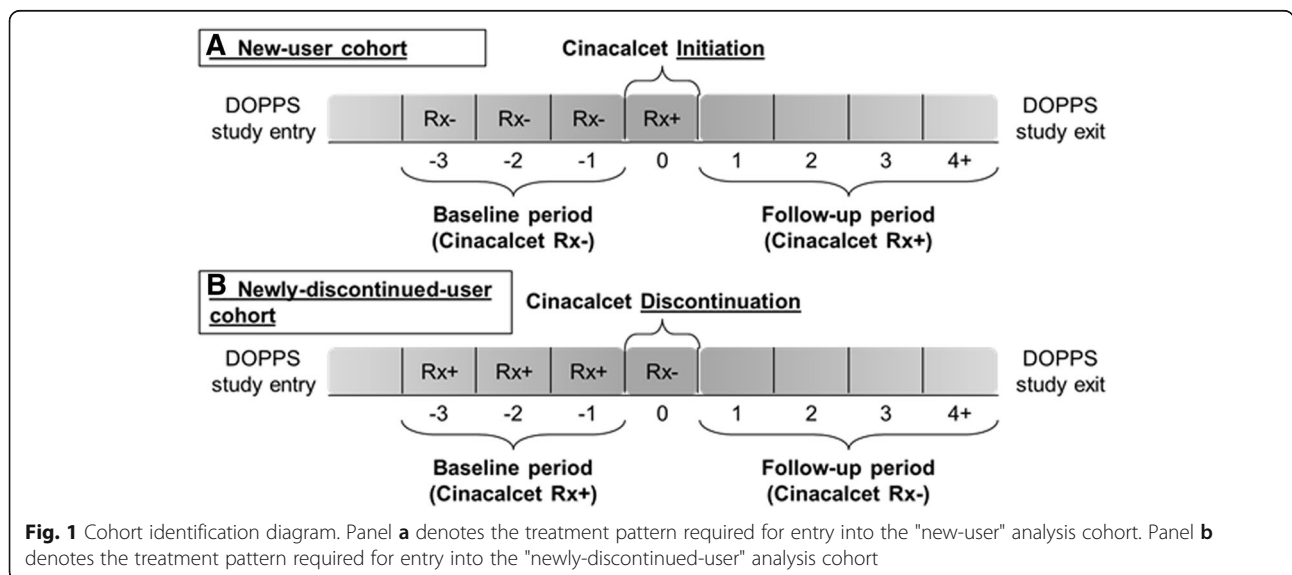 A New-user cohort
Cinacalcet Initiation
DOPPS
study entry
Rx- Rx- Rx- Rx+
DOPPS
study exit
-3 -2 -1 0 1 2 3 4+
Baseline period
(Cinacalcet Rx-)
Follow-up period
(Cinacalcet Rx+)
B Newly-discontinued-user
cohort
Cinacalcet Discontinuation
DOPPS
study entry
Rx+ Rx+ Rx+ Rx-
DOPPS
study exit
-3 -2 -1 0 1 2 3 4+
Baseline period
(Cinacalcet Rx+)
Follow-up period
(Cinacalcet Rx-)
Fig. 1 Cohort identification diagram. Panel a denotes the treatment pattern required for entry into the "new-user" analysis cohort. Panel b
denotes the treatment pattern required for entry into the "newly-discontinued-user" analysis cohort